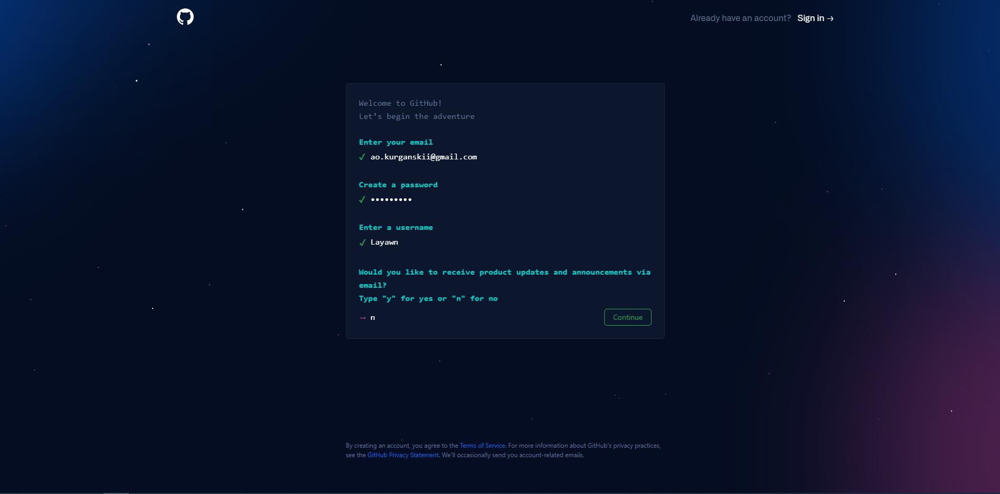 Already have an account? Sign in →
Welcome to GitHub!
Let’s begin the adventure
Enter your email
✓ ao.kurganskii@gmail.com
Create a password
✓ •••••••••
Enter a username
✓ Layawn
Would you like to receive product updates and announcements via
email?
Type "y" for yes or "n" for no
→ n
Continue
By creating an account, you agree to the Terms of Service. For more information about GitHub's privacy practices,
see the GitHub Privacy Statement. We'll occasionally send you account-related emails.